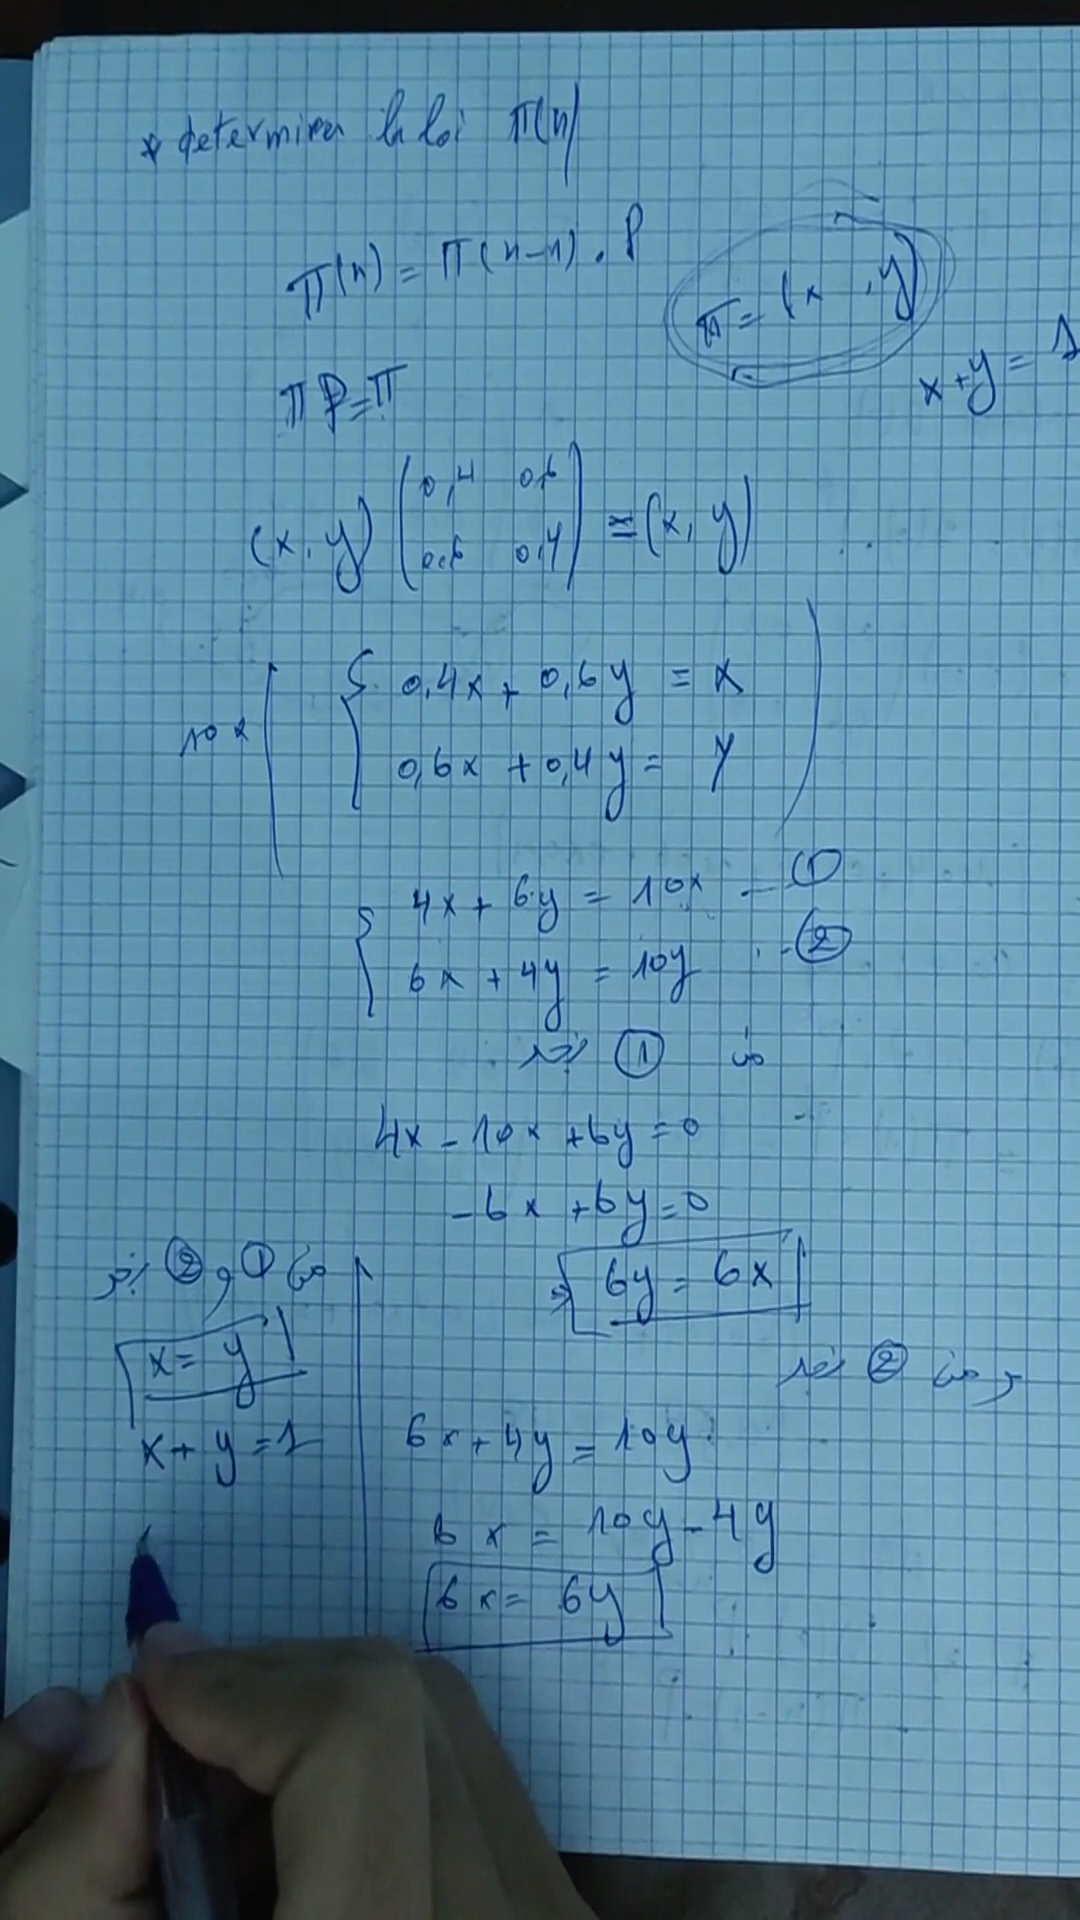 * determiner la loi π(n)
π(n) = π(n-1) . P
π = (x , y)
x + y = 1
π P = π
(x, y) (0,4 0,6
0,6 0,4) = (x, y)
10 x
{ 0,4x + 0,6y = x
0,6x + 0,4y = y
{ 4x + 6y = 10x - ①
6x + 4y = 10y - ②
من ① نجد
4x - 10x + 6y = 0
-6x + 6y = 0
⇒ 6y = 6x
ومن ② نجد
6x + 4y = 10y
6x = 10y - 4y
6x = 6y
من ① و ② نجد
x = y
x + y = 1